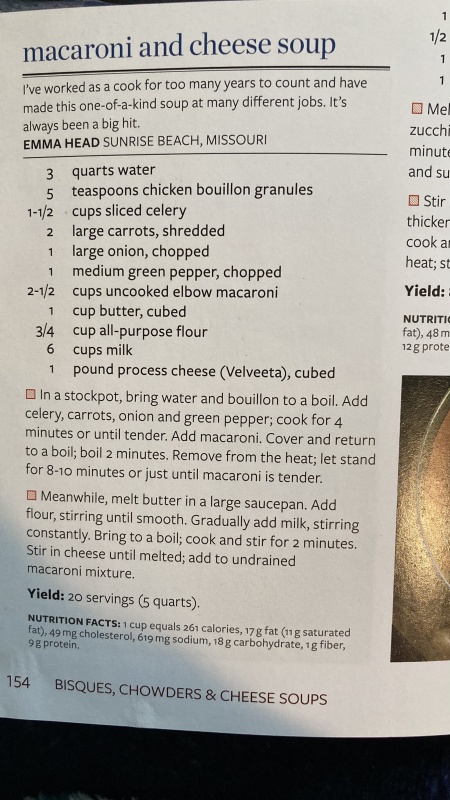 macaroni and cheese soup
I've worked as a cook for too many years to count and have
made this one-of-a-kind soup at many different jobs. It's
always been a big hit.
EMMA HEAD SUNRISE BEACH, MISSOURI
3 quarts water
5 teaspoons chicken bouillon granules
1-1/2 cups sliced celery
2 large carrots, shredded
1 large onion, chopped
1 medium green pepper, chopped
2-1/2 cups uncooked elbow macaroni
1 cup butter, cubed
3/4 cup all-purpose flour
6 cups milk
1 pound process cheese (Velveeta), cubed
In a stockpot, bring water and bouillon to a boil. Add
celery, carrots, onion and green pepper; cook for 4
minutes or until tender. Add macaroni. Cover and return
to a boil; boil 2 minutes. Remove from the heat; let stand
for 8-10 minutes or just until macaroni is tender.
Meanwhile, melt butter in a large saucepan. Add
flour, stirring until smooth. Gradually add milk, stirring
constantly. Bring to a boil; cook and stir for 2 minutes.
Stir in cheese until melted; add to undrained
macaroni mixture.
Yield: 20 servings (5 quarts).
NUTRITION FACTS: 1 cup equals 261 calories, 17 g fat (11 g saturated
fat), 49 mg cholesterol, 619 mg sodium, 18 g carbohydrate, 1 g fiber,
9 g protein.
154 BISQUES, CHOWDERS & CHEESE SOUPS
1
1/2
1
1
Mel
zucchi
minute
and su
Stir
thicker
cook a
heat; st
Yield:
NUTRITI
fat), 48 m
12 g prote